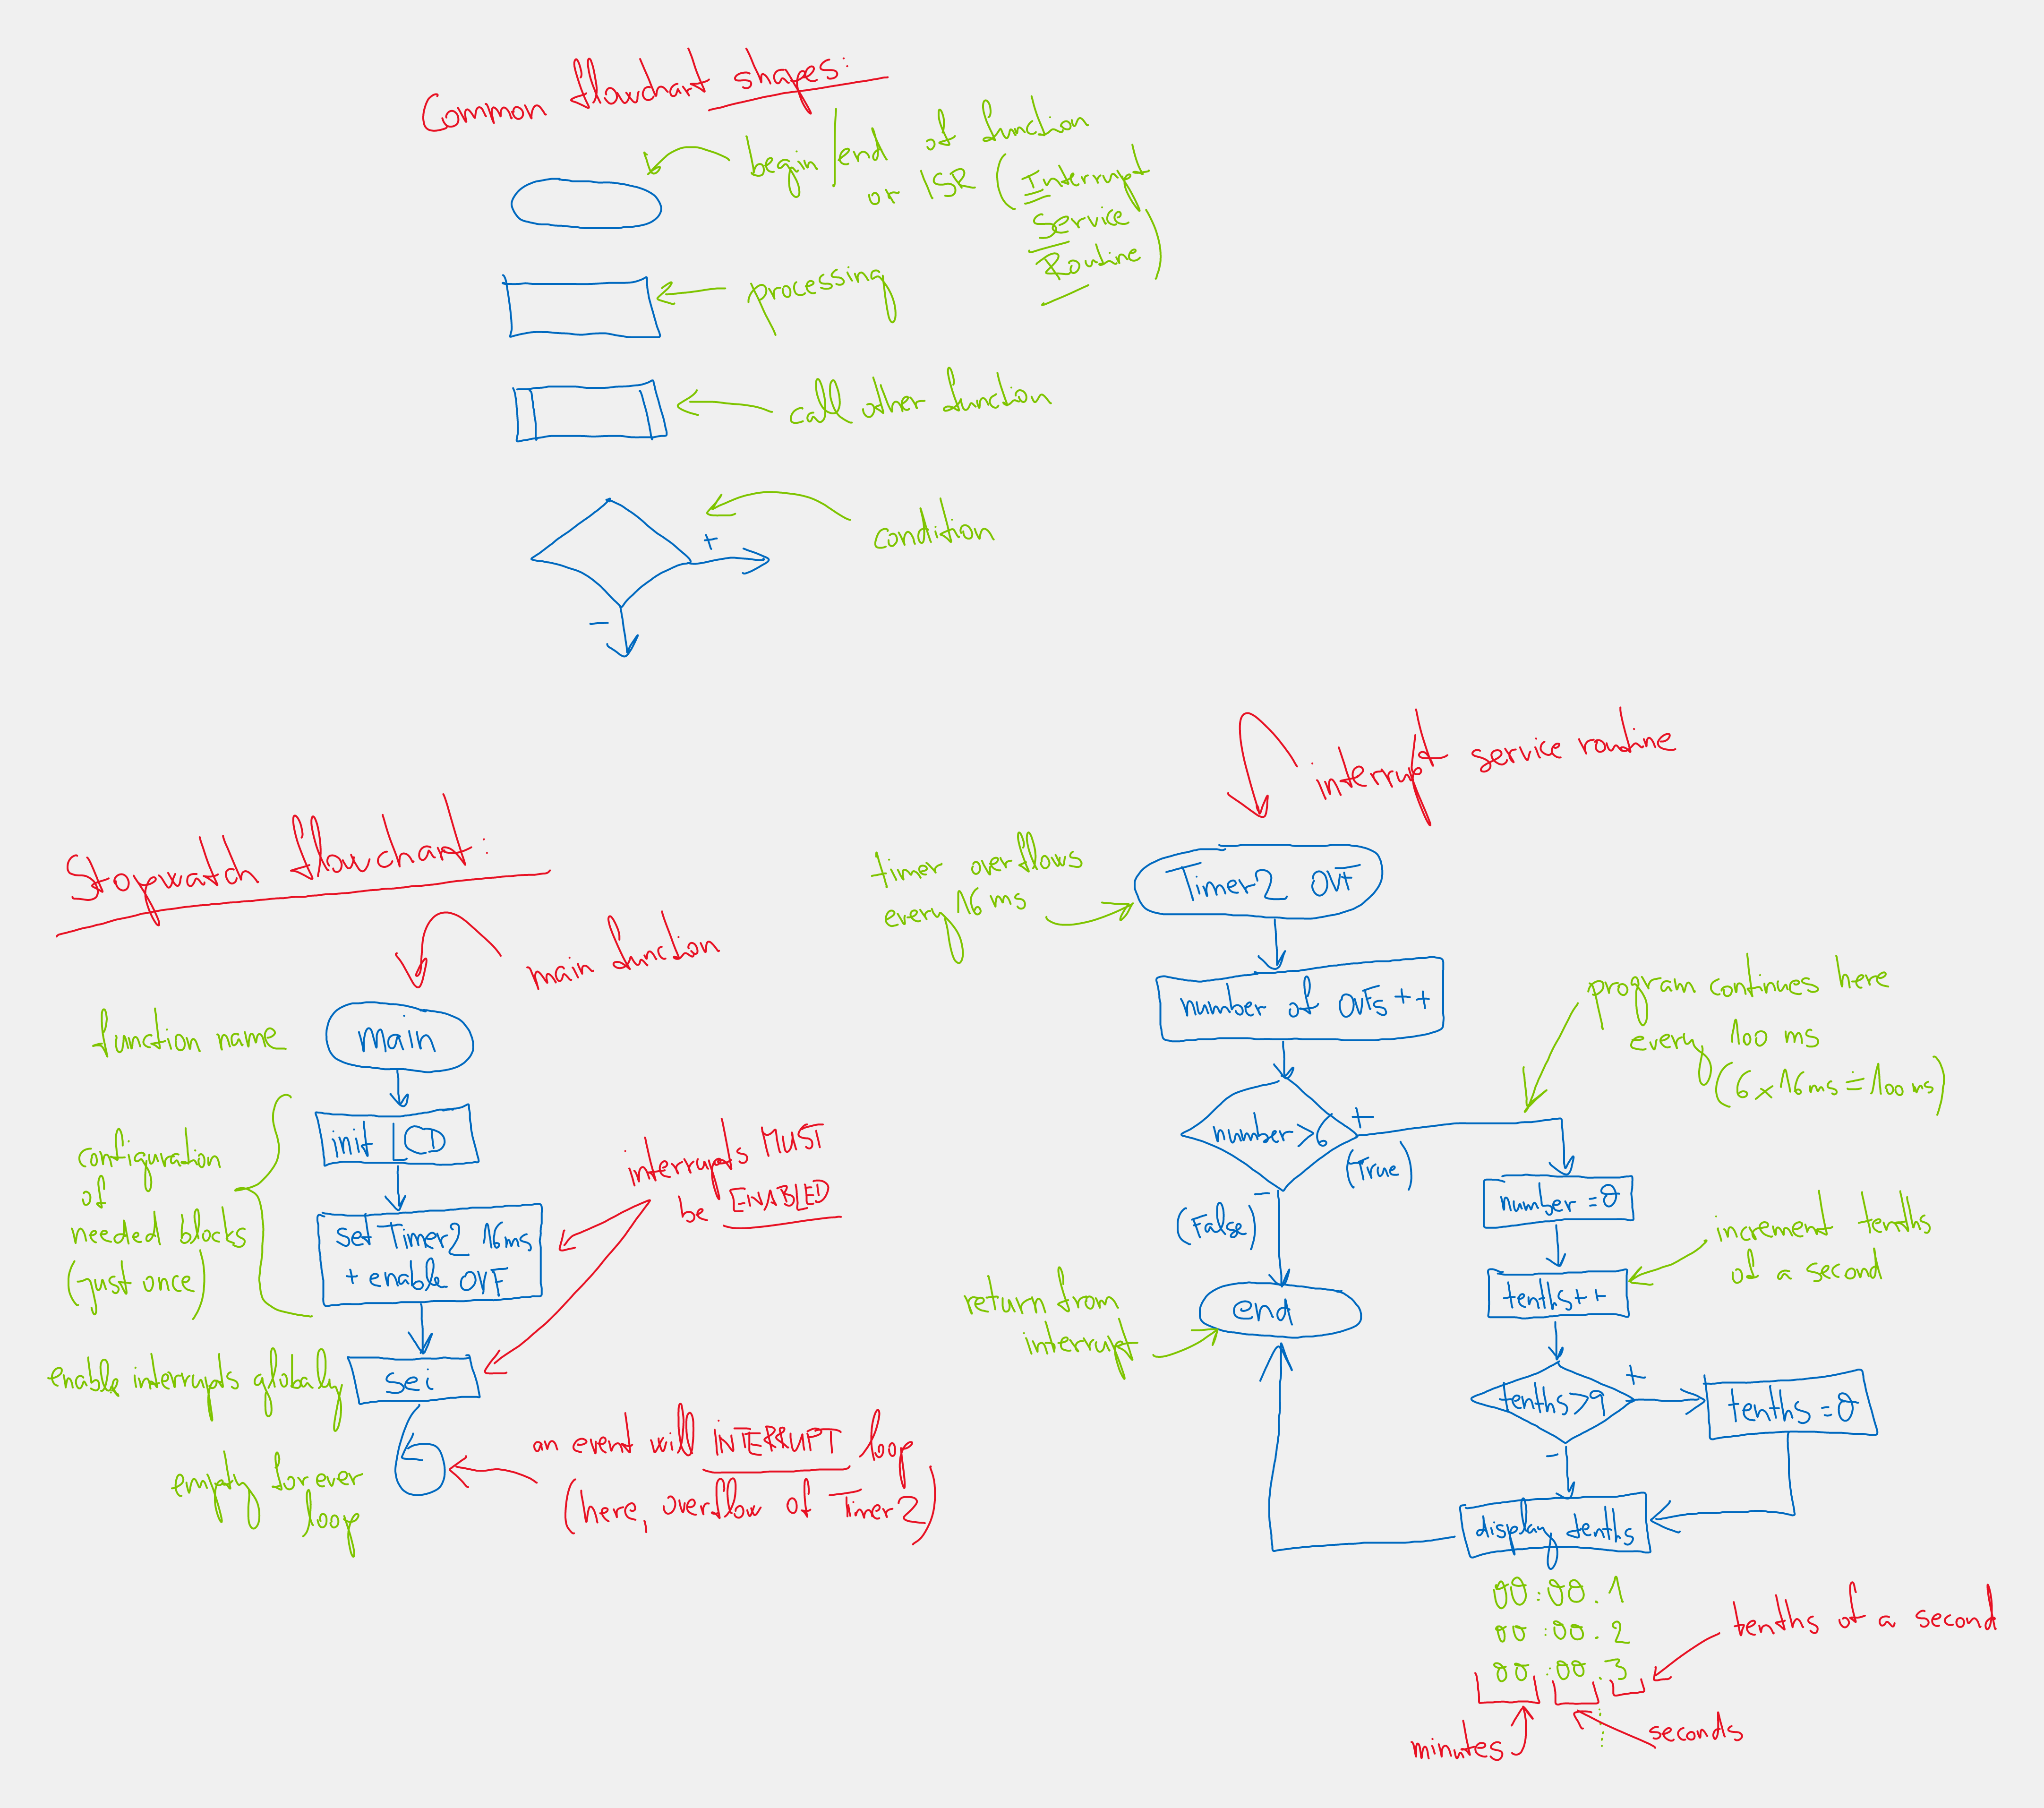 Common flowchart shapes:
begin/end of function
or ISR (Interrupt
Service
Routine)
processing
call other function
condition
+
-
Stopwatch flowchart:
main function
function name
main
init LCD
configuration
of
needed blocks
(just once)
set Timer2 16ms
+ enable OVF
interrupts MUST
be ENABLED
enable interrupts globally
sei
empty forever
loop
an event will INTERRUPT loop
(here, overflow of Timer2)
interrupt service routine
timer overflows
every 16 ms
Timer2 OVF
number of OVFs ++
program continues here
every 100 ms
(6 x 16 ms ≐ 100 ms)
number > 6
+
(True)
-
(False)
number = 0
increment tenths
of a second
tenths++
return from
interrupt
end
tenths > 9
+
-
tenths = 0
display tenths
00:00.1
00:00.2
00:00.3
tenths of a second
minutes
seconds